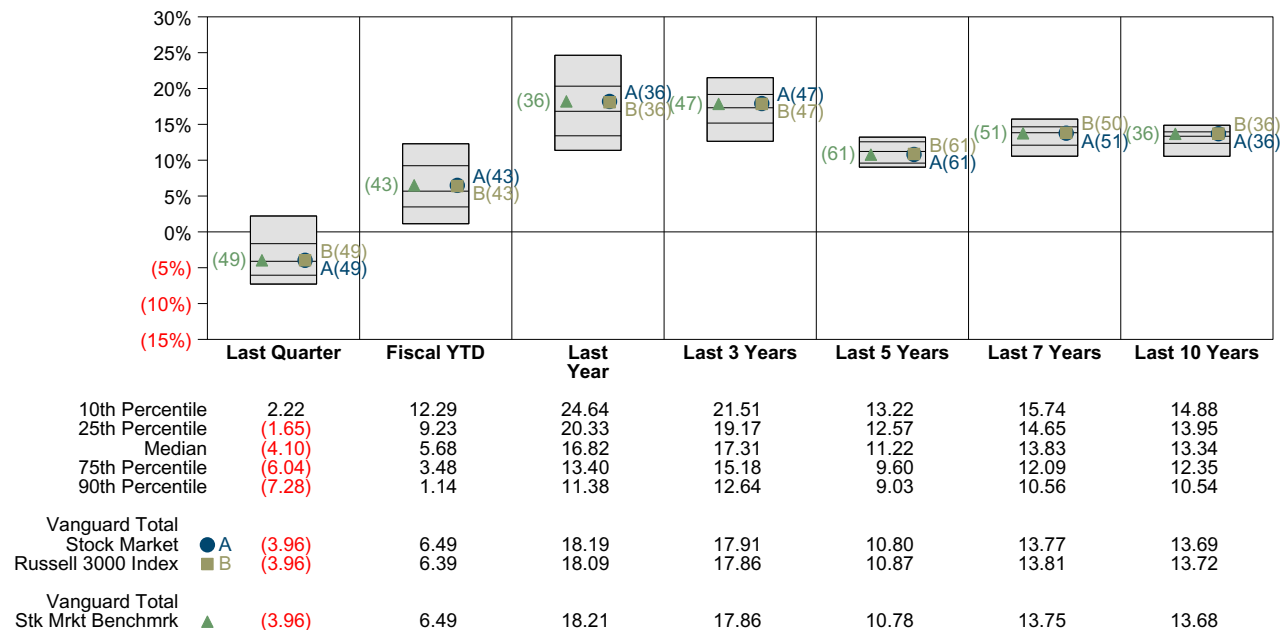 30%
25%
20%
15%
10%
5%
0%
(5%)
(10%)
(15%)
(49)
B(49)
A(49)
(43)
A(43)
B(43)
(36)
A(36)
B(36)
(47)
A(47)
B(47)
(61)
B(61)
A(61)
(51)
B(50)
A(51)
(36)
B(36)
A(36)
Last Quarter Fiscal YTD Last Year Last 3 Years Last 5 Years Last 7 Years Last 10 Years
10th Percentile 2.22 12.29 24.64 21.51 13.22 15.74 14.88
25th Percentile (1.65) 9.23 20.33 19.17 12.57 14.65 13.95
Median (4.10) 5.68 16.82 17.31 11.22 13.83 13.34
75th Percentile (6.04) 3.48 13.40 15.18 9.60 12.09 12.35
90th Percentile (7.28) 1.14 11.38 12.64 9.03 10.56 10.54
Vanguard Total
Stock Market A (3.96) 6.49 18.19 17.91 10.80 13.77 13.69
Russell 3000 Index B (3.96) 6.39 18.09 17.86 10.87 13.81 13.72
Vanguard Total
Stk Mrkt Benchmrk (3.96) 6.49 18.21 17.86 10.78 13.75 13.68